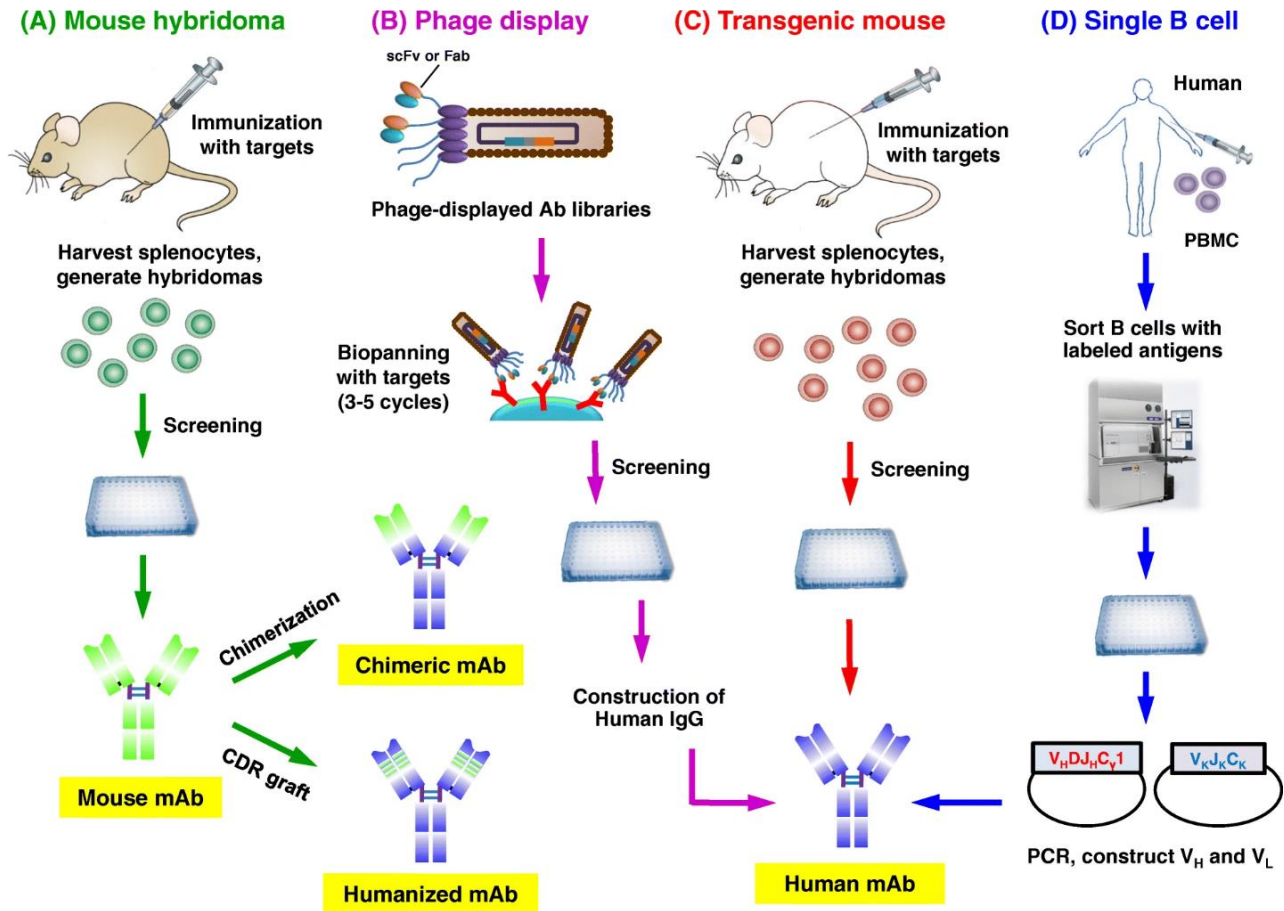 (A) Mouse hybridoma
Immunization
with targets
Harvest splenocytes,
generate hybridomas
Screening
Mouse mAb
Chimerization
CDR graft
Chimeric mAb
Humanized mAb
(B) Phage display
scFv or Fab
Phage-displayed Ab libraries
Biopanning
with targets
(3-5 cycles)
Screening
Construction of
Human IgG
(C) Transgenic mouse
Immunization
with targets
Harvest splenocytes,
generate hybridomas
Screening
Human mAb
(D) Single B cell
Human
PBMC
Sort B cells with
labeled antigens
VHDJHCγ1
VKJKCK
PCR, construct VH and VL